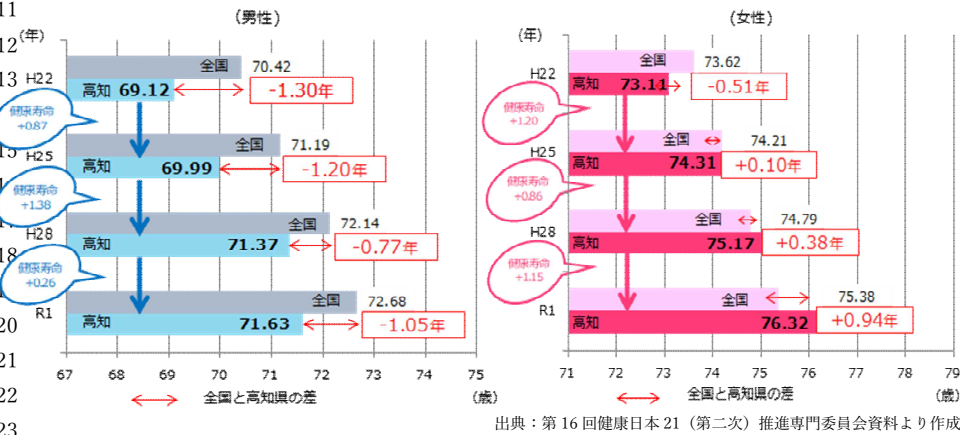 11
12
13
15
18
20
21
22
23
（男性）
(年)
全国 70.42
H22
高知 69.12 -1.30年
健康寿命
+0.87
全国 71.19
H25
高知 69.99 -1.20年
健康寿命
+1.38
全国 72.14
H28
高知 71.37 -0.77年
健康寿命
+0.26
全国 72.68
R1
高知 71.63 -1.05年
67 68 69 70 71 72 73 74 75
全国と高知県の差 (歳)
（女性）
(年)
全国 73.62
H22
高知 73.11 -0.51年
健康寿命
+1.20
全国 74.21
H25
高知 74.31 +0.10年
健康寿命
+0.86
全国 74.79
H28
高知 75.17 +0.38年
健康寿命
+1.15
全国 75.38
R1
高知 76.32 +0.94年
71 72 73 74 75 76 77 78 79
全国と高知県の差 (歳)
出典：第 16 回健康日本 21（第二次）推進専門委員会資料より作成